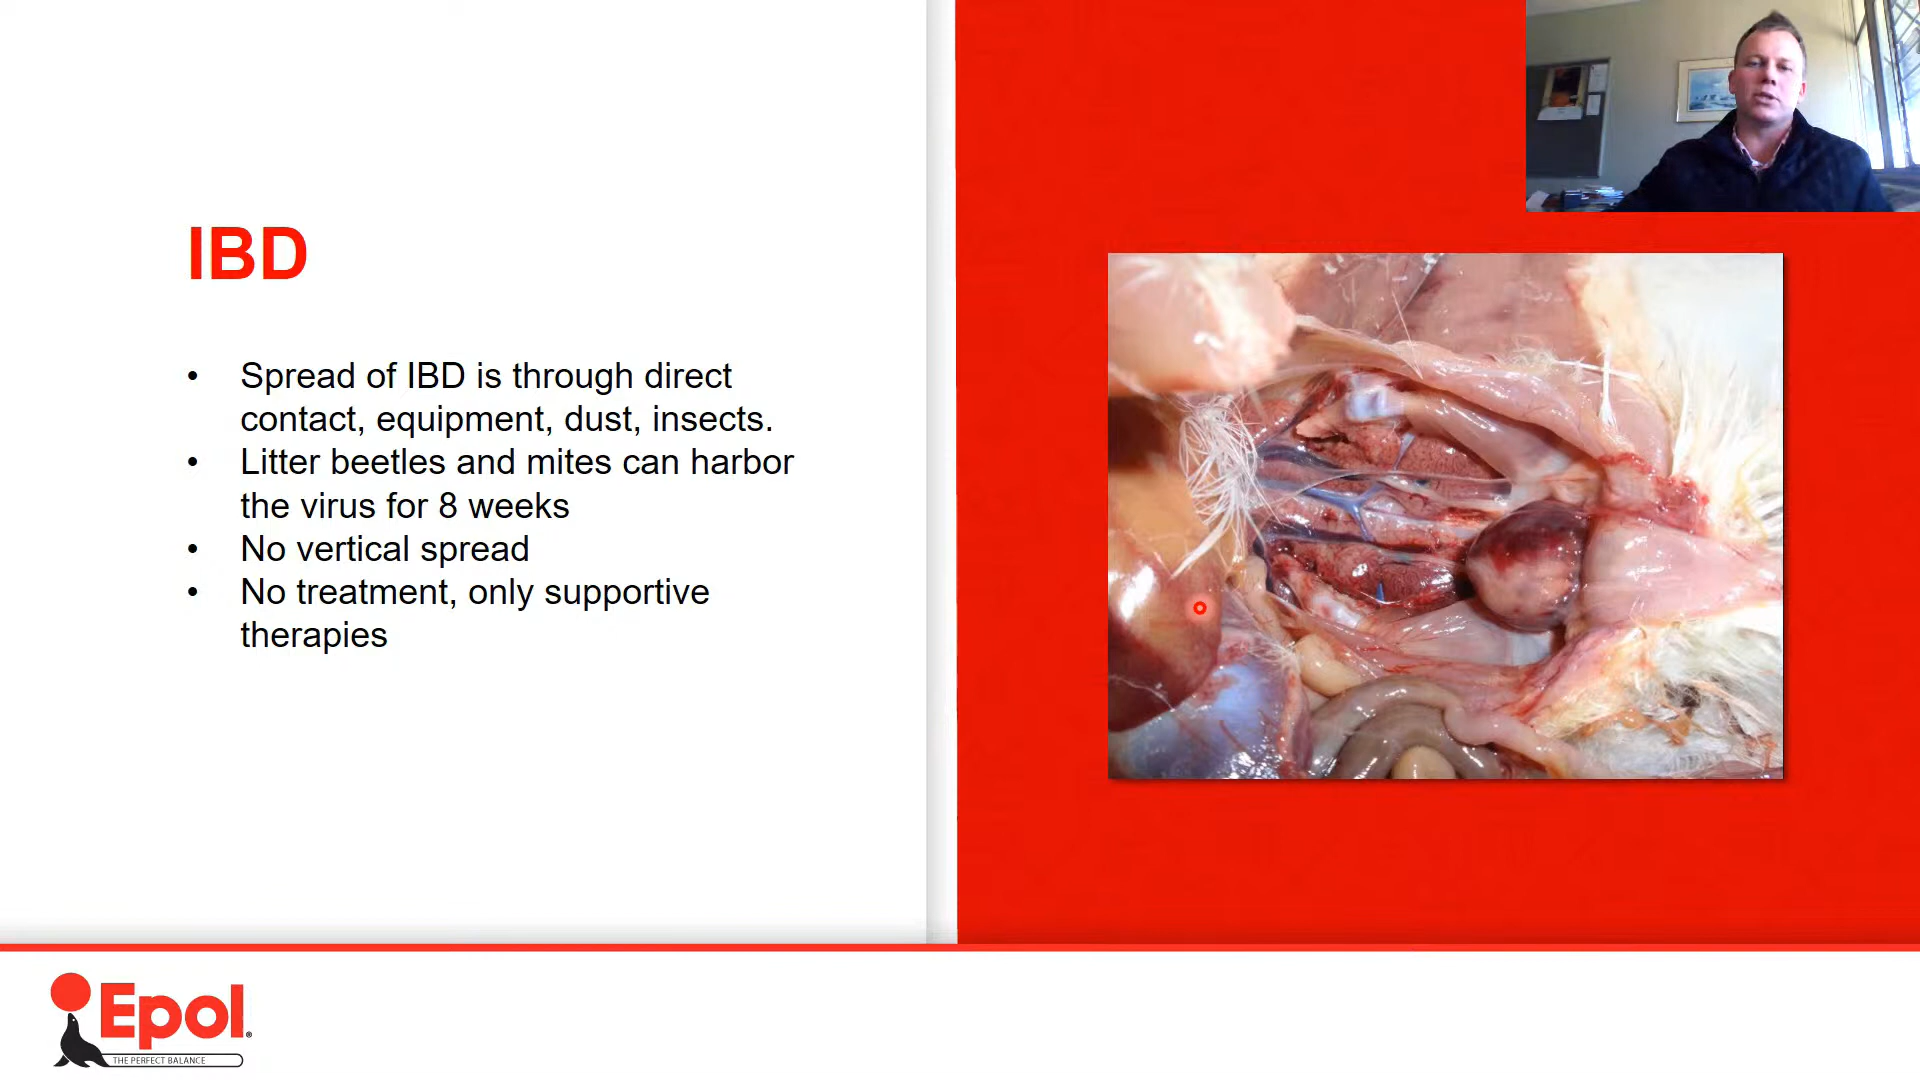 IBD
• Spread of IBD is through direct
contact, equipment, dust, insects.
• Litter beetles and mites can harbor
the virus for 8 weeks
• No vertical spread
• No treatment, only supportive
therapies
Epol®
THE PERFECT BALANCE